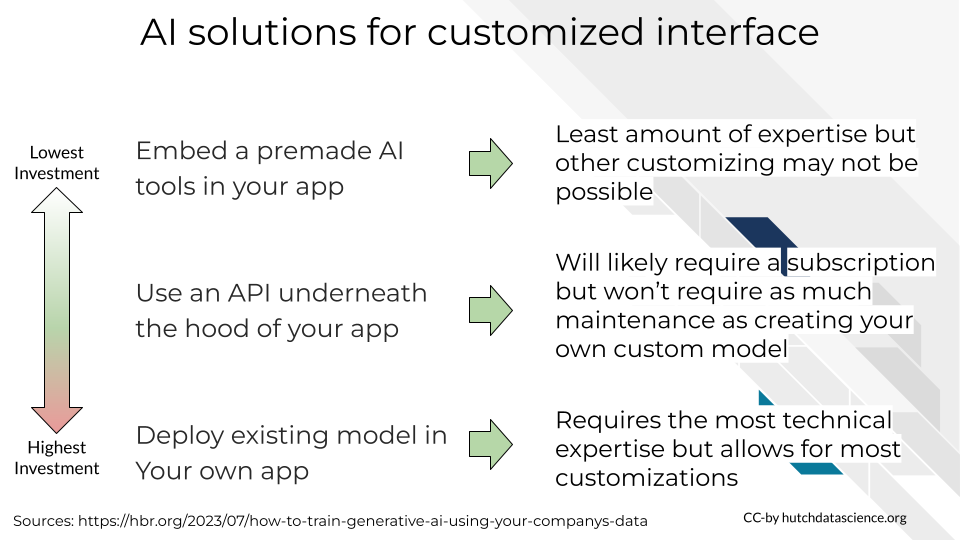 AI solutions for customized interface
Lowest
Investment
Embed a premade AI
tools in your app
Least amount of expertise but
other customizing may not be
possible
Use an API underneath
the hood of your app
Will likely require a subscription
but won’t require as much
maintenance as creating your
own custom model
Highest
Investment
Deploy existing model in
Your own app
Requires the most technical
expertise but allows for most
customizations
Sources: https://hbr.org/2023/07/how-to-train-generative-ai-using-your-companys-data
CC-by hutchdatascience.org